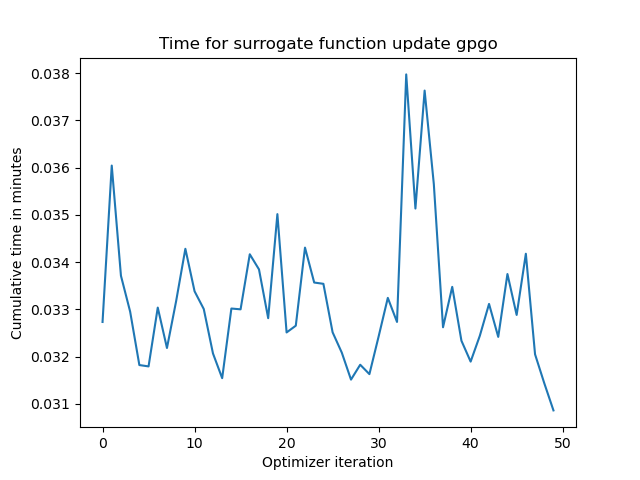 Time for surrogate function update gpgo
0.038
0.037
0.036
0.035
0.034
0.033
0.032
0.031
Cumulative time in minutes
0 10 20 30 40 50
Optimizer iteration